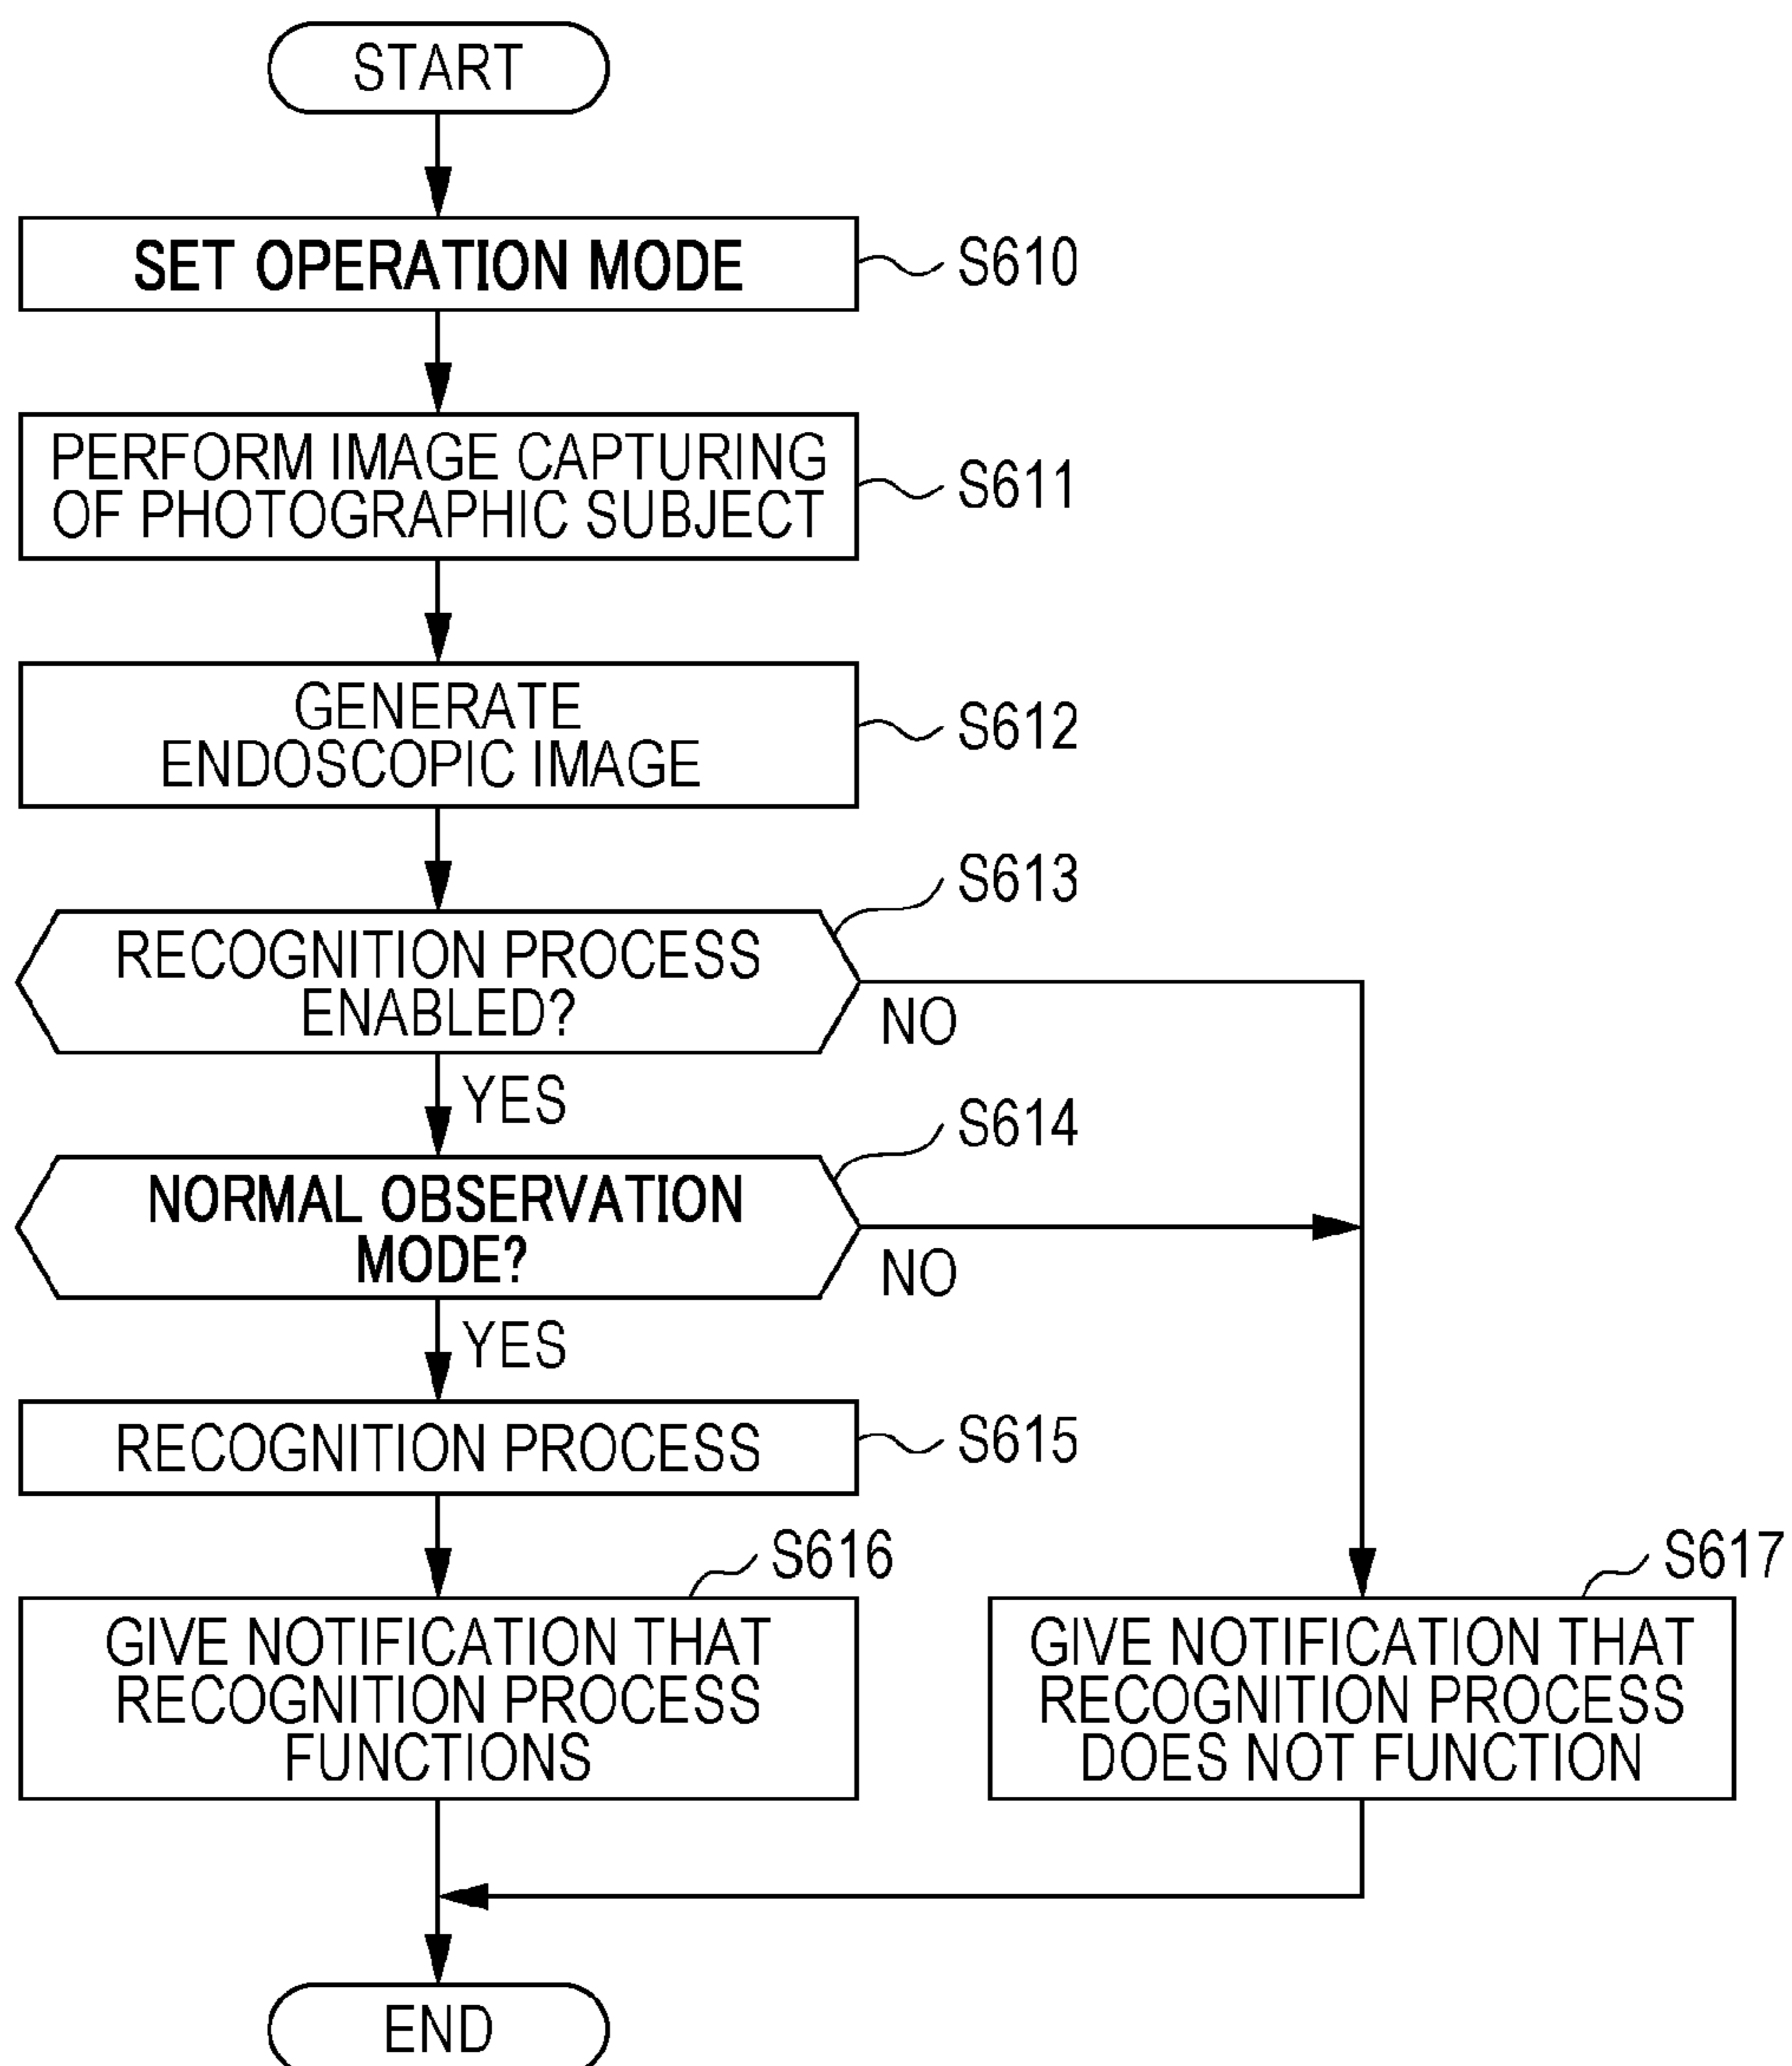 START
SET OPERATION MODE
S610
PERFORM IMAGE CAPTURING
OF PHOTOGRAPHIC SUBJECT
S611
GENERATE
ENDOSCOPIC IMAGE
S612
S613
RECOGNITION PROCESS
ENABLED?
NO
YES
S614
NORMAL OBSERVATION
MODE?
NO
YES
RECOGNITION PROCESS
S615
S616
GIVE NOTIFICATION THAT
RECOGNITION PROCESS
FUNCTIONS
S617
GIVE NOTIFICATION THAT
RECOGNITION PROCESS
DOES NOT FUNCTION
END